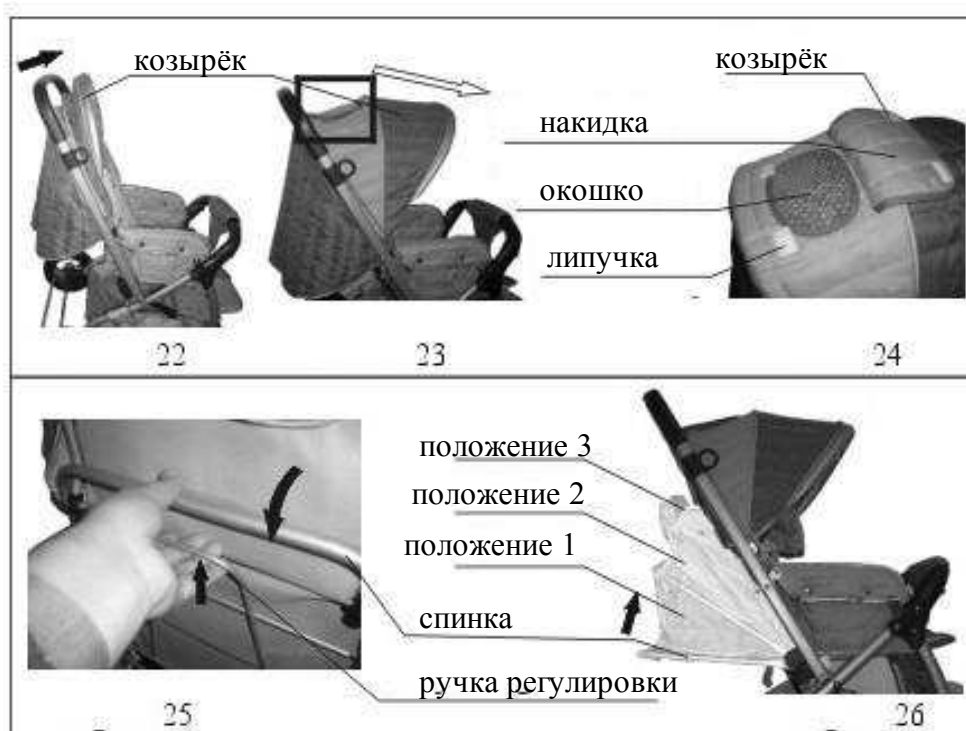 козырёк
козырёк
накидка
окошко
липучка
22
23
24
положение 3
положение 2
положение 1
спинка
ручка регулировки
25
26